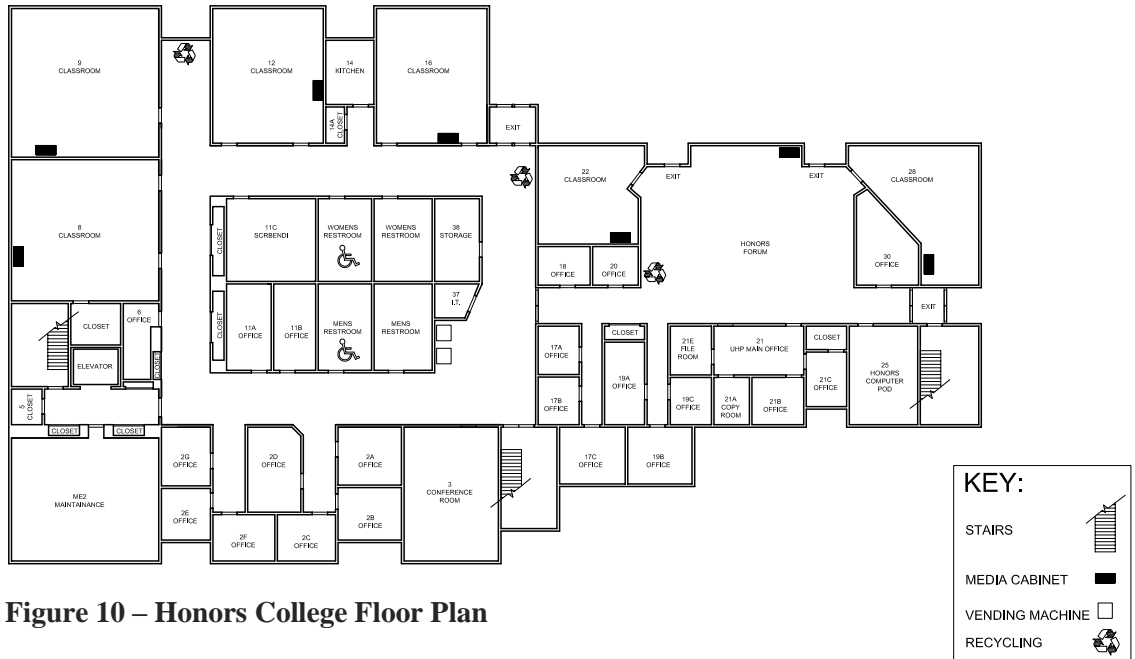 9
CLASSROOM
12
CLASSROOM
14
KITCHEN
16
CLASSROOM
14A
CLOSET
EXIT
22
CLASSROOM
EXIT
EXIT
28
CLASSROOM
8
CLASSROOM
CLOSET
11C
SCRBENDI
WOMENS
RESTROOM
WOMENS
RESTROOM
38
STORAGE
HONORS
FORUM
30
OFFICE
18
OFFICE
20
OFFICE
37
I.T.
EXIT
CLOSET
6
OFFICE
CLOSET
CLOSET
11A
OFFICE
11B
OFFICE
MENS
RESTROOM
MENS
RESTROOM
17A
OFFICE
CLOSET
21E
FILE
ROOM
21
UHP MAIN OFFICE
CLOSET
ELEVATOR
19A
OFFICE
25
HONORS
COMPUTER
POD
5
CLOSET
17B
OFFICE
19C
OFFICE
21A
COPY
ROOM
21B
OFFICE
21C
OFFICE
CLOSET
CLOSET
2G
OFFICE
2D
OFFICE
2A
OFFICE
3
CONFERENCE
ROOM
17C
OFFICE
19B
OFFICE
ME2
MAINTAINANCE
2E
OFFICE
2F
OFFICE
2C
OFFICE
2B
OFFICE
KEY:
STAIRS
MEDIA CABINET
VENDING MACHINE
RECYCLING
Figure 10 – Honors College Floor Plan